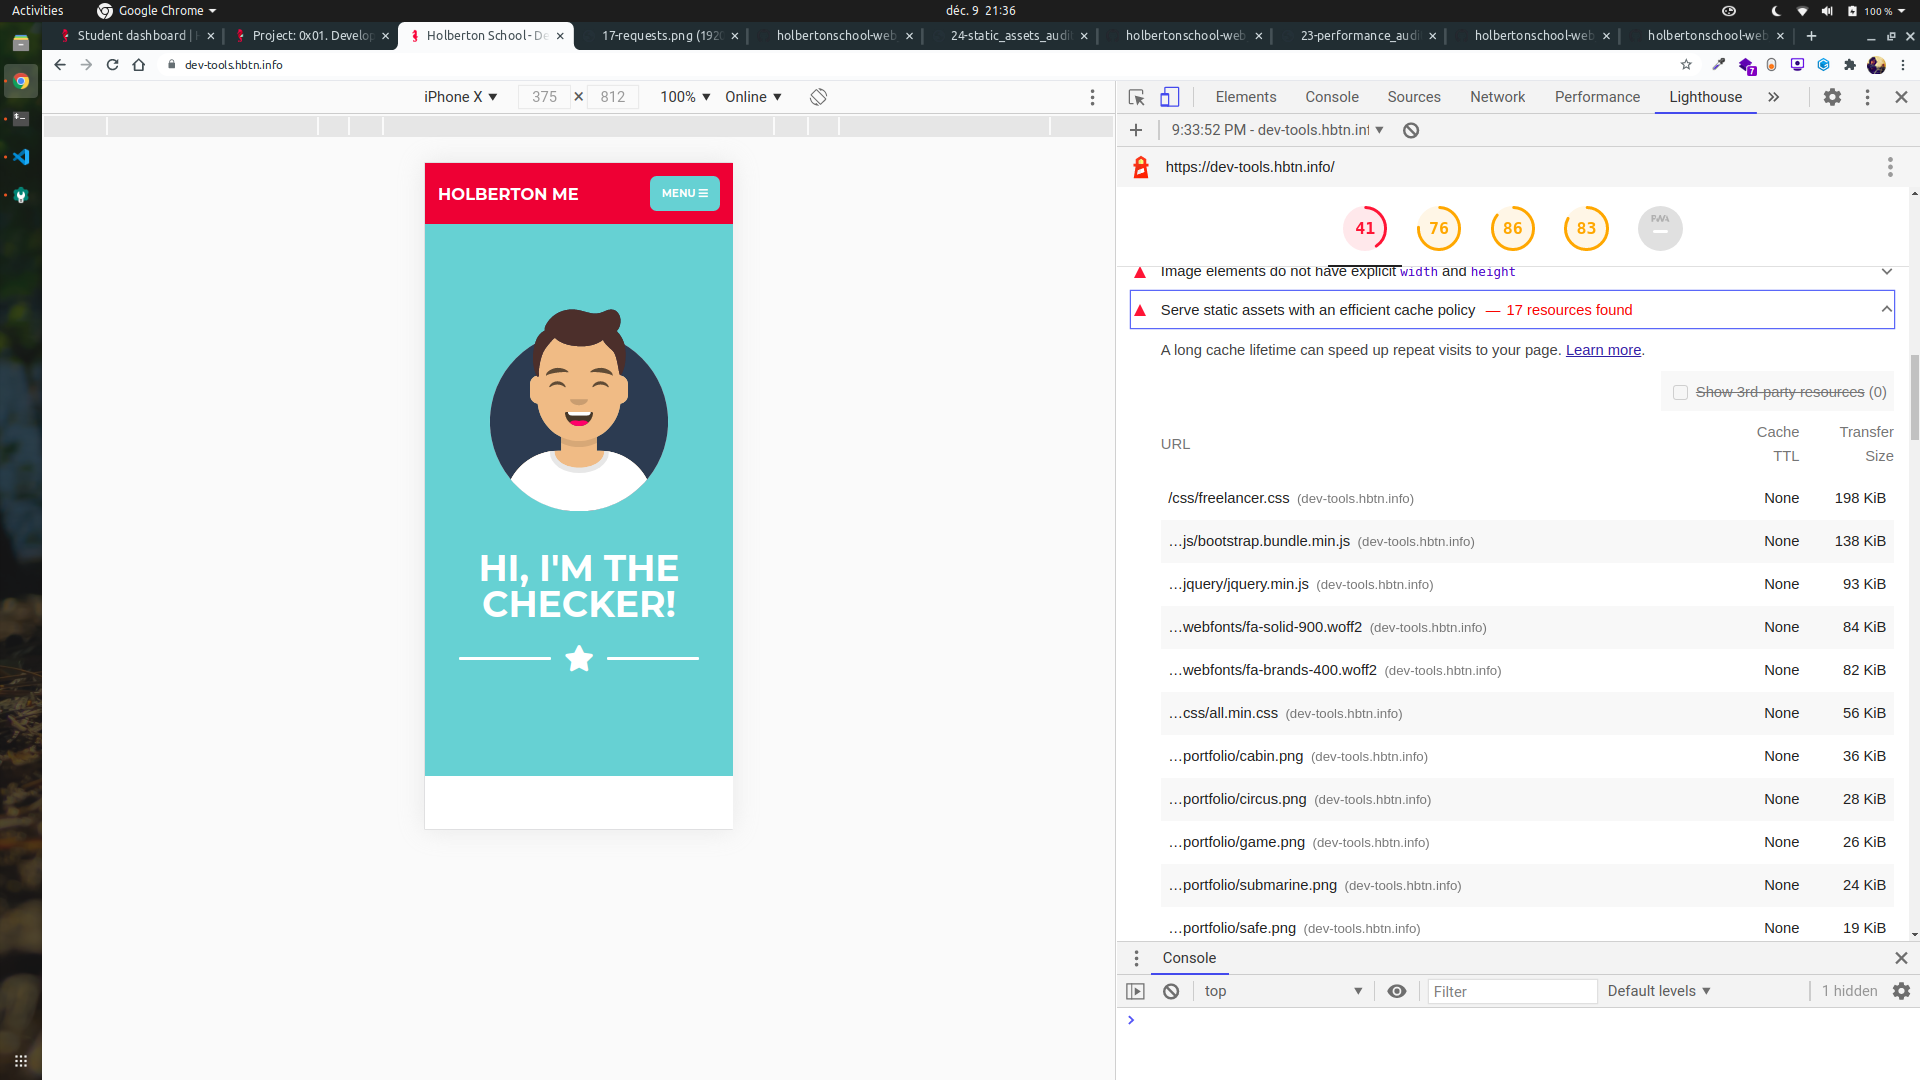 Activities
Google Chrome
déc. 9 21:36
100 %
Student dashboard |
Project: 0x01. Develop
Holberton School - De
17-requests.png (192
holbertonschool-web
24-static_assets_audi
holbertonschool-web
23-performance_audi
holbertonschool-web
holbertonschool-web
dev-tools.hbtn.info
7
iPhone X
375
812
100%
Online
Elements
Console
Sources
Network
Performance
Lighthouse
9:33:52 PM - dev-tools.hbtn.inf
https://dev-tools.hbtn.info/
41
76
86
83
PWA
HOLBERTON ME
MENU
HI, I'M THE
CHECKER!
Image elements do not have explicit width and height
Serve static assets with an efficient cache policy — 17 resources found
A long cache lifetime can speed up repeat visits to your page. Learn more.
Show 3rd-party resources (0)
URL
Cache TTL
Transfer Size
/css/freelancer.css (dev-tools.hbtn.info) None 198 KiB
…js/bootstrap.bundle.min.js (dev-tools.hbtn.info) None 138 KiB
…jquery/jquery.min.js (dev-tools.hbtn.info) None 93 KiB
…webfonts/fa-solid-900.woff2 (dev-tools.hbtn.info) None 84 KiB
…webfonts/fa-brands-400.woff2 (dev-tools.hbtn.info) None 82 KiB
…css/all.min.css (dev-tools.hbtn.info) None 56 KiB
…portfolio/cabin.png (dev-tools.hbtn.info) None 36 KiB
…portfolio/circus.png (dev-tools.hbtn.info) None 28 KiB
…portfolio/game.png (dev-tools.hbtn.info) None 26 KiB
…portfolio/submarine.png (dev-tools.hbtn.info) None 24 KiB
…portfolio/safe.png (dev-tools.hbtn.info) None 19 KiB
Console
top
Filter
Default levels
1 hidden